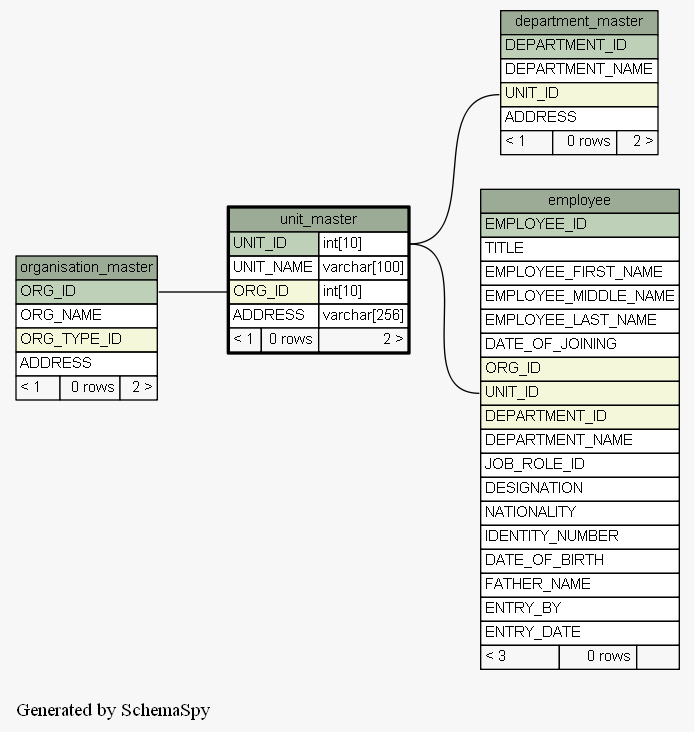 department_master
DEPARTMENT_ID
DEPARTMENT_NAME
UNIT_ID
ADDRESS
< 1 0 rows 2 >
unit_master
UNIT_ID int[10]
UNIT_NAME varchar[100]
ORG_ID int[10]
ADDRESS varchar[256]
< 1 0 rows 2 >
organisation_master
ORG_ID
ORG_NAME
ORG_TYPE_ID
ADDRESS
< 1 0 rows 2 >
employee
EMPLOYEE_ID
TITLE
EMPLOYEE_FIRST_NAME
EMPLOYEE_MIDDLE_NAME
EMPLOYEE_LAST_NAME
DATE_OF_JOINING
ORG_ID
UNIT_ID
DEPARTMENT_ID
DEPARTMENT_NAME
JOB_ROLE_ID
DESIGNATION
NATIONALITY
IDENTITY_NUMBER
DATE_OF_BIRTH
FATHER_NAME
ENTRY_BY
ENTRY_DATE
< 3 0 rows
Generated by SchemaSpy